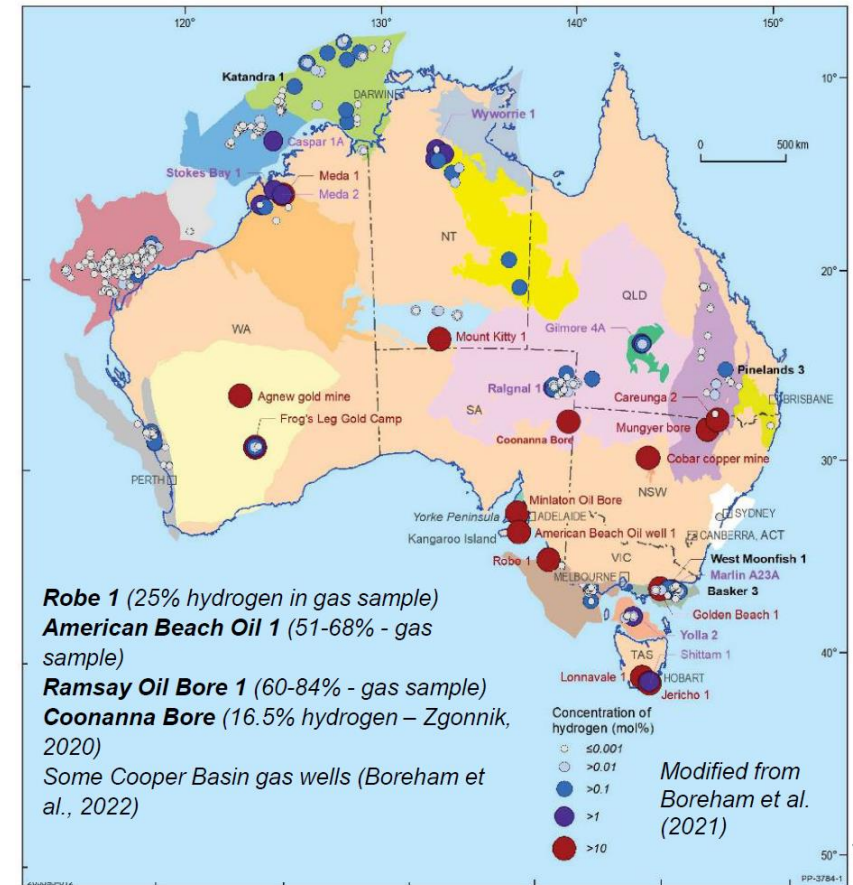 120°
130°
140°
150°
Katandra 1
10°
DARWIN
Wyworrie 1
0 500 km
Caspar 1A
Stokes Bay 1
Meda 1
Meda 2
NT
20°
QLD
WA
Gilmore 4A
Mount Kitty 1
Pinelands 3
Ralgnal 1
Agnew gold mine
Careunga 2
BRISBANE
SA
Frog's Leg Gold Camp
Mungyer bore
Coonanna Bore
Cobar copper mine
30°
PERTH
NSW
Minlaton Oil Bore
Yorke Peninsula
ADELAIDE
SYDNEY
Kangaroo Island
American Beach Oil well 1
CANBERRA, ACT
VIC
Robe 1
West Moonfish 1
MELBOURNE
Marlin A23A
Basker 3
Golden Beach 1
Yolla 2
TAS
Shittam 1
40°
Lonnavale 1
HOBART
Jericho 1
Robe 1 (25% hydrogen in gas sample)
American Beach Oil 1 (51-68% - gas
sample)
Ramsay Oil Bore 1 (60-84% - gas sample)
Coonanna Bore (16.5% hydrogen – Zgonnik,
2020)
Some Cooper Basin gas wells (Boreham et
al., 2022)
Concentration of
hydrogen (mol%)
≤0.001
>0.01
>0.1
>1
>10
Modified from
Boreham et al.
(2021)
50°
PP-3784-1